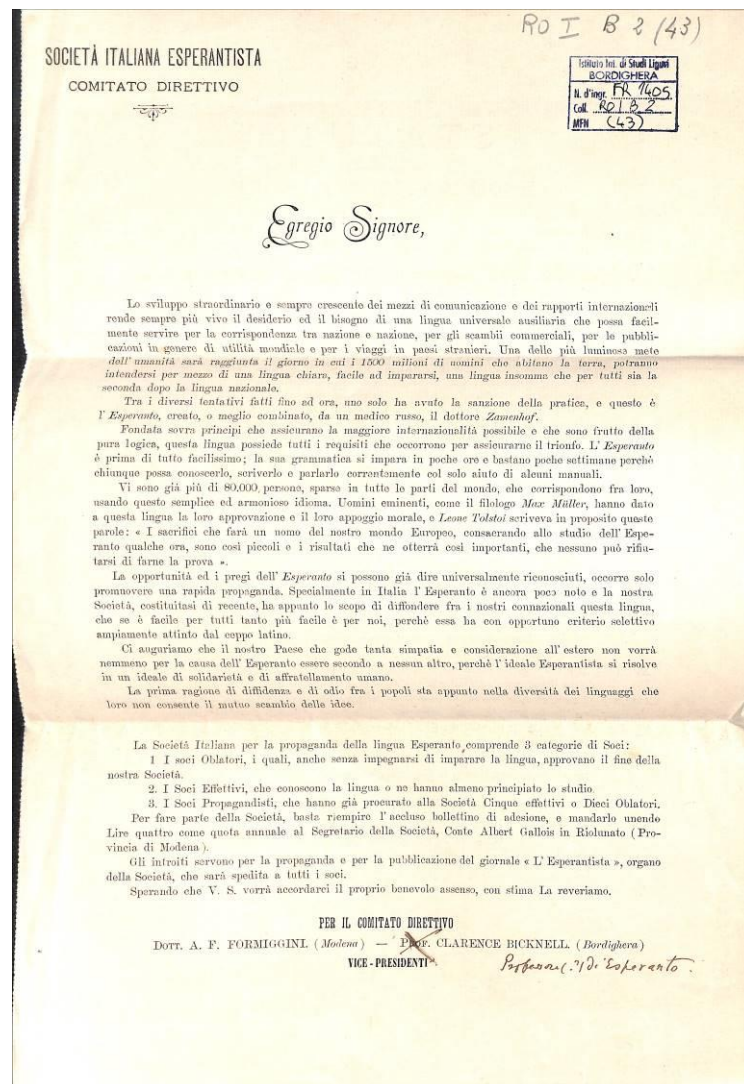 RO I B 2 (43)
SOCIETÀ ITALIANA ESPERANTISTA
COMITATO DIRETTIVO
Istituto Int. di Studi Liguri
BORDIGHERA
N. d'ingr. FR 1405
Coll. RO I B 2
MFN (43)
Egregio Signore,
Lo sviluppo straordinario e sempre crescente dei mezzi di comunicazione e dei rapporti internazionali
rende sempre più vivo il desiderio ed il bisogno di una lingua universale ausiliaria che possa facil-
mente servire per la corrispondenza tra nazione e nazione, per gli scambii commerciali, per le pubbli-
cazioni in genere di utilità mondiale e per i viaggi in paesi stranieri. Una delle più luminose mete
dell'umanità sarà raggiunta il giorno in cui i 1500 milioni di uomini che abitano la terra, potranno
intendersi per mezzo di una lingua chiara, facile ad impararsi, una lingua insomma che per tutti sia la
seconda dopo la lingua nazionale.
Tra i diversi tentativi fatti fino ad ora, uno solo ha avuto la sanzione della pratica, e questo è
l'Esperanto, creato, o meglio combinato, da un medico russo, il dottore Zamenhof.
Fondata sovra principi che assicurano la maggiore internazionalità possibile e che sono frutto della
pura logica, questa lingua possiede tutti i requisiti che occorrono per assicurarne il trionfo. L'Esperanto
è prima di tutto facilissimo; la sua grammatica si impara in poche ore e bastano poche settimane perchè
chiunque possa conoscerlo, scriverlo e parlarlo correntemente col solo aiuto di alcuni manuali.
Vi sono già più di 80,000 persone, sparse in tutte le parti del mondo, che corrispondono fra loro,
usando questo semplice ed armonioso idioma. Uomini eminenti, come il filologo Max Müller, hanno dato
a questa lingua la loro approvazione e il loro appoggio morale, e Leone Tolstoi scriveva in proposito queste
parole: « I sacrifici che farà un nomo del nostro mondo Europeo, consacrando allo studio dell'Espe-
ranto qualche ora, sono così piccoli e i risultati che ne otterrà così importanti, che nessuno può rifiu-
tarsi di farne la prova ».
La opportunità ed i pregi dell'Esperanto si possono già dire universalmente riconosciuti, occorre solo
promuovere una rapida propaganda. Specialmente in Italia l'Esperanto è ancora poco noto e la nostra
Società, costituitasi di recente, ha appunto lo scopo di diffondere fra i nostri connazionali questa lingua,
che se è facile per tutti tanto più facile è per noi, perchè essa ha con opportuno criterio selettivo
ampiamente attinto dal ceppo latino.
Ci auguriamo che il nostro Paese che gode tanta simpatia e considerazione all'estero non vorrà
nemmeno per la causa dell'Esperanto essere secondo a nessun altro, perchè l'ideale Esperantista si risolve
in un ideale di solidarietà e di affratellamento umano.
La prima ragione di diffidenza e di odio fra i popoli sta appunto nella diversità dei linguaggi che
loro non consente il mutuo scambio delle idee.
La Società Italiana per la propaganda della lingua Esperanto comprende 3 categorie di Soci:
1 I soci Oblatori, i quali, anche senza impegnarsi di imparare la lingua, approvano il fine della
nostra Società.
2. I Soci Effettivi, che conoscono la lingua o ne hanno almeno principiato lo studio.
3. I Soci Propagandisti, che hanno già procurato alla Società Cinque effettivi o Dieci Oblatori.
Per fare parte della Società, basta riempire l'accluso bollettino di adesione, e mandarlo unendo
Lire quattro come quota annuale al Segretario della Società, Conte Albert Gallois in Riolunato (Pro-
vincia di Modena).
Gli introiti servono per la propaganda e per la pubblicazione del giornale « L'Esperantista », organo
della Società, che sarà spedita a tutti i soci.
Sperando che V. S. vorrà accordarci il proprio benevolo assenso, con stima La reveriamo.
PER IL COMITATO DIRETTIVO
DOTT. A. F. FORMIGGINI. (Modena) — PROF. CLARENCE BICKNELL. (Bordighera)
VICE-PRESIDENTI
Professore (?) di Esperanto.